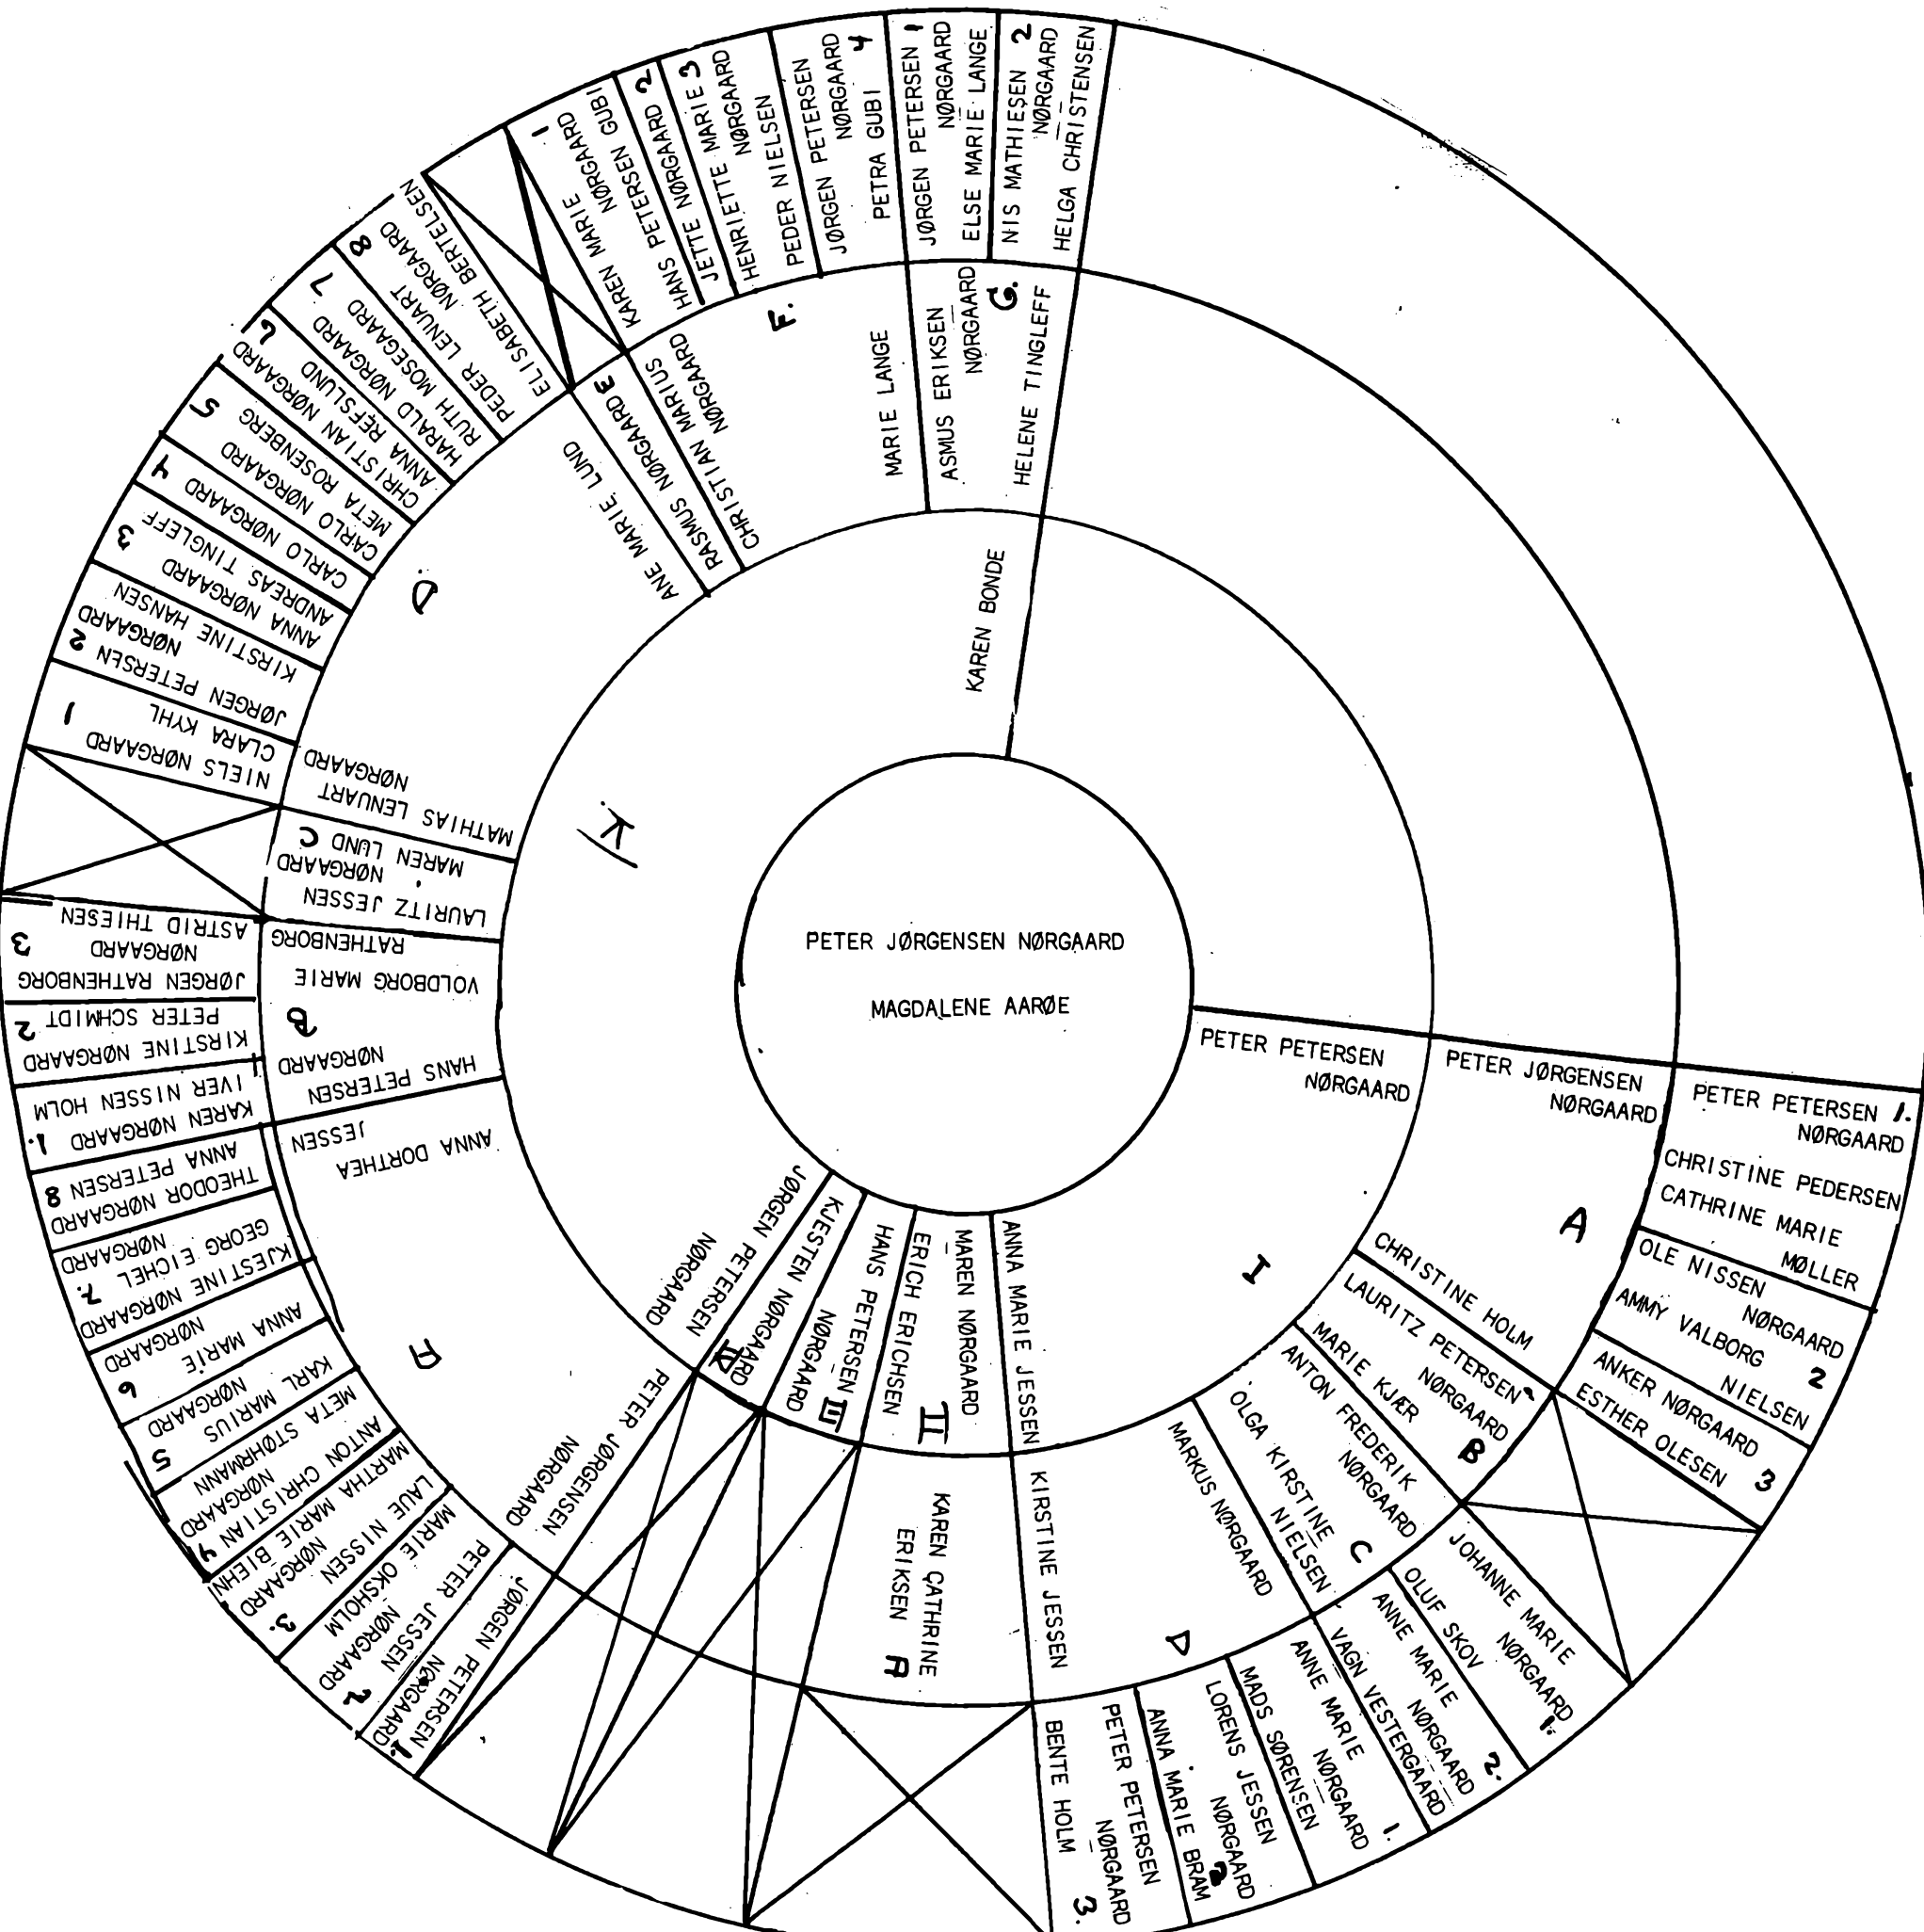 PETER JØRGENSEN NØRGAARD
MAGDALENE AARØE
PETER PETERSEN
NØRGAARD
I
ANNA MARIE JESSEN
MAREN NØRGAARD
II
ERICH ERICHSEN
HANS PETERSEN
NØRGAARD
III
KJESTEN NØRGAARD
IV
JØRGEN PETERSEN
NØRGAARD
V.
KAREN BONDE
PETER JØRGENSEN
NØRGAARD
A
CHRISTINE HOLM
LAURITZ PETERSEN
NØRGAARD
B
MARIE KJÆR
ANTON FREDERIK
NØRGAARD
C
OLGA KIRSTINE
NIELSEN
MARKUS NØRGAARD
D
KIRSTINE JESSEN
KAREN CATHRINE
ERIKSEN A
PETER JØRGENSEN
NØRGAARD
A
ANNA DORTHEA
JESSEN
HANS PETERSEN
NØRGAARD
B
VOLDBORG MARIE
RATHENBORG
LAURITZ JESSEN
NØRGAARD
MAREN LUND C
MATHIAS LENUART
NØRGAARD
D
ANE MARIE LUND
RASMUS NØRGAARD E
CHRISTIAN MARIUS
NØRGAARD
F.
MARIE LANGE
ASMUS ERIKSEN
NØRGAARD
G.
HELENE TINGLEFF
PETER PETERSEN 1.
NØRGAARD
CHRISTINE PEDERSEN
CATHRINE MARIE
MØLLER
OLE NISSEN
NØRGAARD
AMMY VALBORG 2
NIELSEN
ANKER NØRGAARD
ESTHER OLESEN 3
JOHANNE MARIE
NØRGAARD 1.
OLUF SKOV
ANNE MARIE
NØRGAARD 2.
VAGN VESTERGAARD
ANNE MARIE
NØRGAARD 1.
MADS SØRENSEN
LORENS JESSEN
NØRGAARD 2
ANNA MARIE BRAM
PETER PETERSEN
NØRGAARD
BENTE HOLM 3.
JØRGEN PETERSEN
NØRGAARD 1.
PETER JESSEN
NØRGAARD 2
MARIE OKSHOLM
LAUE NISSEN
NØRGAARD 3.
MARTHA MARIE BIEHN
ANTON CHRISTIAN 4
NØRGAARD
META STØHRMANN
KARL MARIUS
NØRGAARD 5
ANNA MARIE
NØRGAARD 6
KJESTINE NØRGAARD
GEORG EICHEL 7.
NØRGAARD
THEODOR NØRGAARD
ANNA PETERSEN 8
KAREN NØRGAARD 1.
IVER NISSEN HOLM
KIRSTINE NØRGAARD
PETER SCHMIDT 2
JØRGEN RATHENBORG
NØRGAARD 3
ASTRID THIESEN
NIELS NØRGAARD
CLARA KYHL 1
JØRGEN PETERSEN 2
NØRGAARD
KIRSTINE HANSEN
ANNA NØRGAARD
ANDREAS TINGLEFF 3
CARLO NØRGAARD 4
CARLO NØRGAARD
META ROSENBERG 5
CHRISTIAN NØRGAARD
ANNA REFSLUND 6
HARALD NØRGAARD
RUTH MOSEGAARD 7
PEDER LENUART 8
NØRGAARD
ELISABETH BERTELSEN
KAREN MARIE 1
NØRGAARD
HANS PETERSEN GUBI
JETTE NØRGAARD 2
HENRIETTE MARIE 3
NØRGAARD
PEDER NIELSEN
JØRGEN PETERSEN
NØRGAARD 4
PETRA GUBI
JØRGEN PETERSEN 1
NØRGAARD
ELSE MARIE LANGE
NIS MATHIESEN 2
NØRGAARD
HELGA CHRISTENSEN